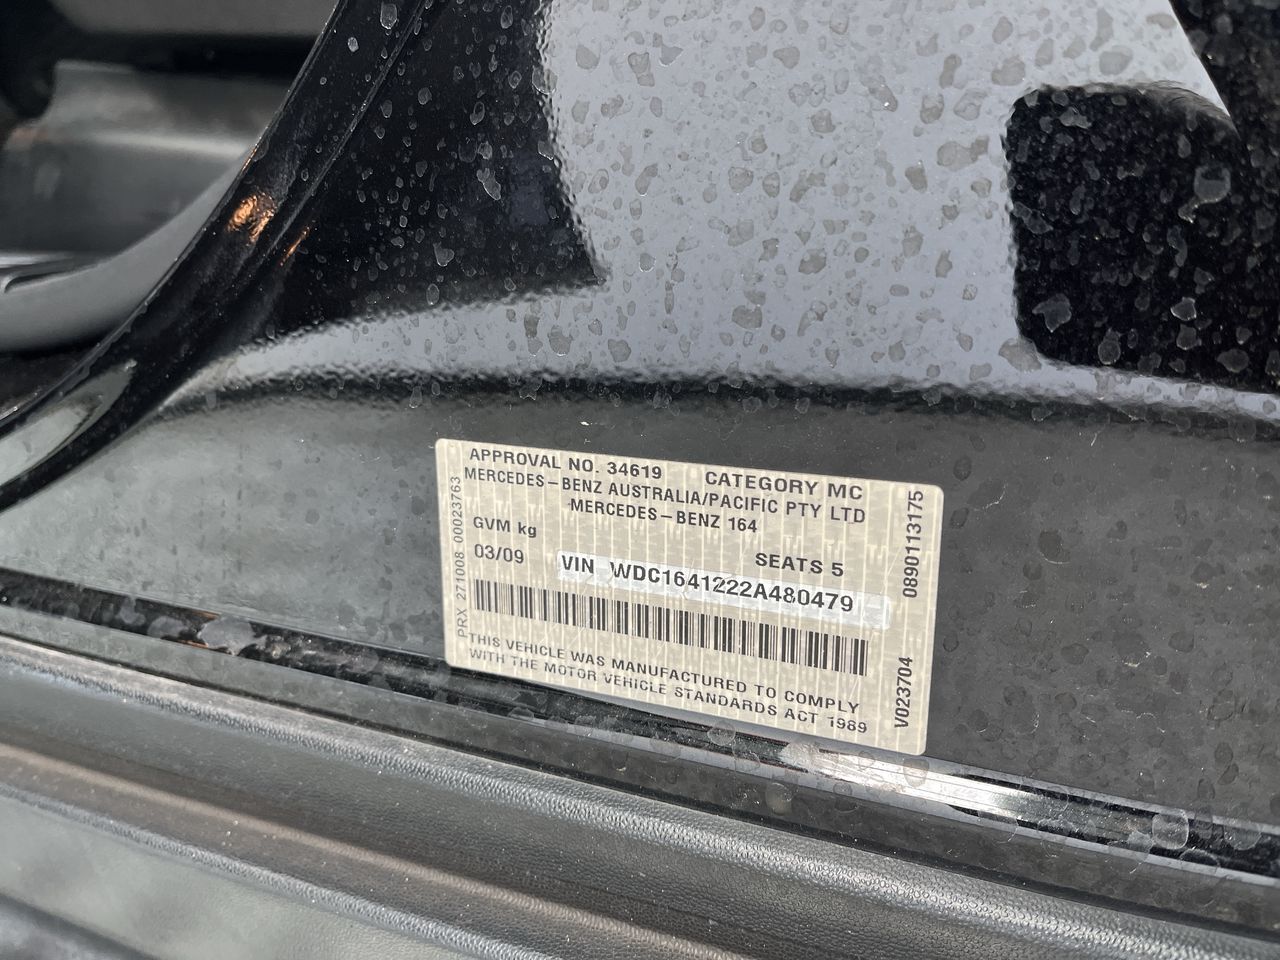 APPROVAL NO. 34619 CATEGORY MC
MERCEDES-BENZ AUSTRALIA/PACIFIC PTY LTD
MERCEDES-BENZ 164
GVM kg
SEATS 5
03/09
VIN WDC1641222A480479
THIS VEHICLE WAS MANUFACTURED TO COMPLY
WITH THE MOTOR VEHICLE STANDARDS ACT 1989
PRX 271008 00023763
V023704 0890113175